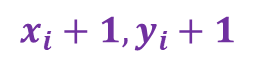 xᵢ + 1, yᵢ + 1